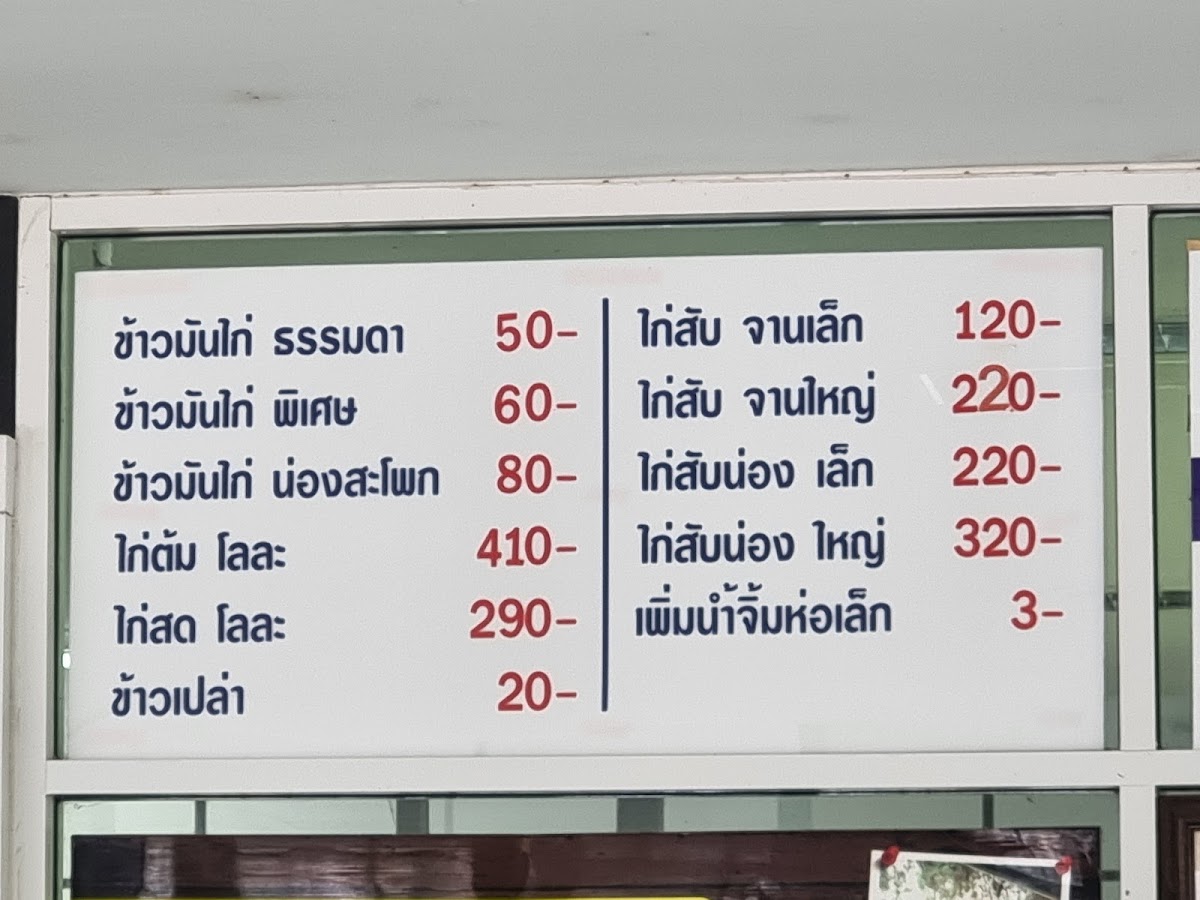 ข้าวมันไก่ ธรรมดา 50-
ข้าวมันไก่ พิเศษ 60-
ข้าวมันไก่ น่องสะโพก 80-
ไก่ต้ม โลละ 410-
ไก่สด โลละ 290-
ข้าวเปล่า 20-
ไก่สับ จานเล็ก 120-
ไก่สับ จานใหญ่ 220-
ไก่สับน่อง เล็ก 220-
ไก่สับน่อง ใหญ่ 320-
เพิ่มน้ำจิ้มห่อเล็ก 3-